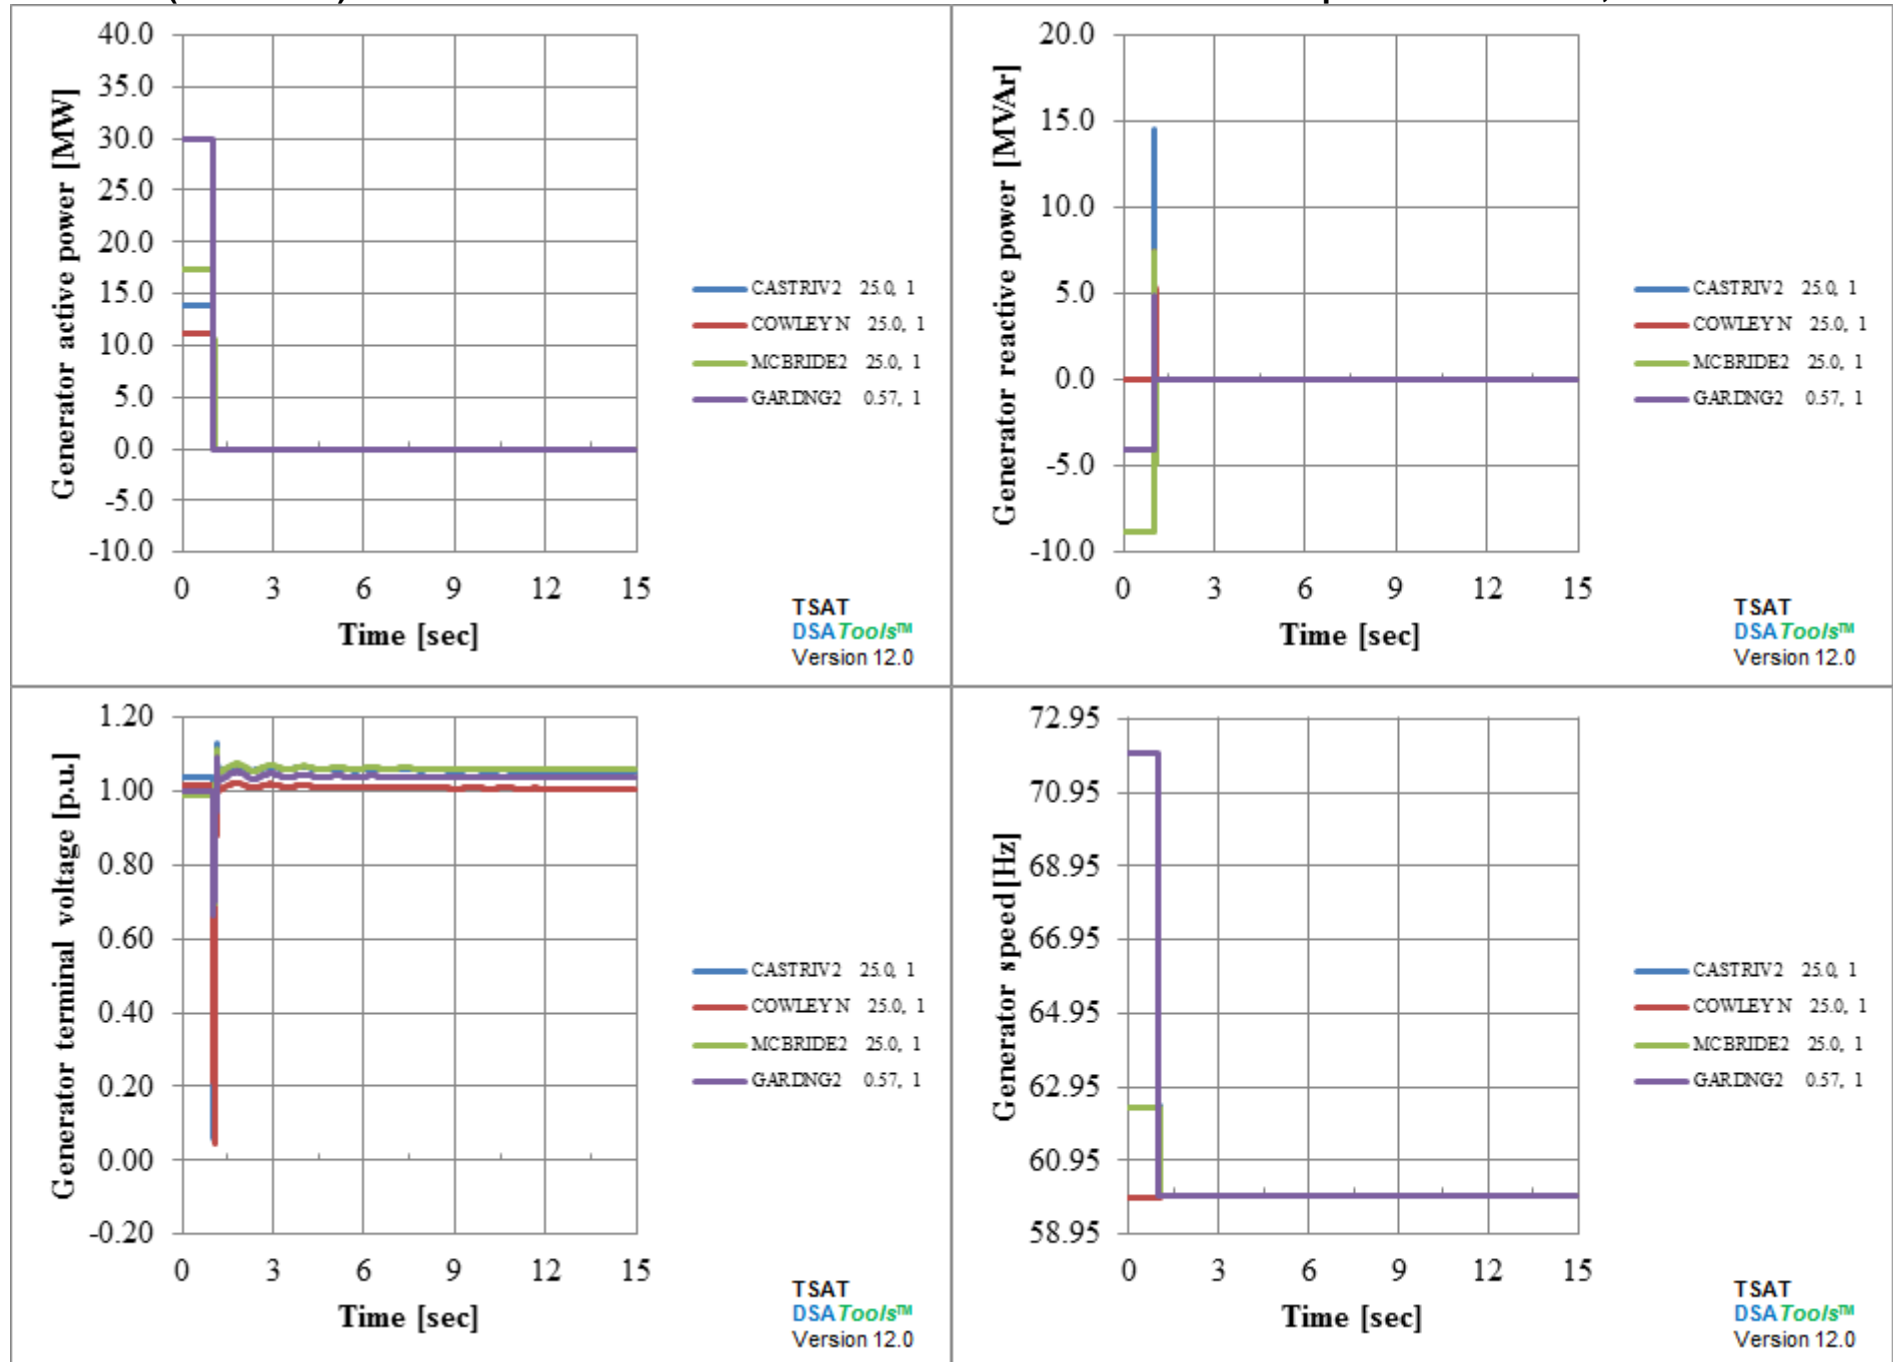 Generator active power [MW]
40.0
35.0
30.0
25.0
20.0
15.0
10.0
5.0
0.0
-5.0
-10.0
0 3 6 9 12 15
Time [sec]
CASTRIV2 25.0, 1
COWLEY N 25.0, 1
MCBRIDE2 25.0, 1
GARDNG2 0.57, 1
TSAT
DSATools™
Version 12.0
Generator reactive power [MVAr]
20.0
15.0
10.0
5.0
0.0
-5.0
-10.0
0 3 6 9 12 15
Time [sec]
CASTRIV2 25.0, 1
COWLEY N 25.0, 1
MCBRIDE2 25.0, 1
GARDNG2 0.57, 1
TSAT
DSATools™
Version 12.0
Generator terminal voltage [p.u.]
1.20
1.00
0.80
0.60
0.40
0.20
0.00
-0.20
0 3 6 9 12 15
Time [sec]
CASTRIV2 25.0, 1
COWLEY N 25.0, 1
MCBRIDE2 25.0, 1
GARDNG2 0.57, 1
TSAT
DSATools™
Version 12.0
Generator speed[Hz]
72.95
70.95
68.95
66.95
64.95
62.95
60.95
58.95
0 3 6 9 12 15
Time [sec]
CASTRIV2 25.0, 1
COWLEY N 25.0, 1
MCBRIDE2 25.0, 1
GARDNG2 0.57, 1
TSAT
DSATools™
Version 12.0